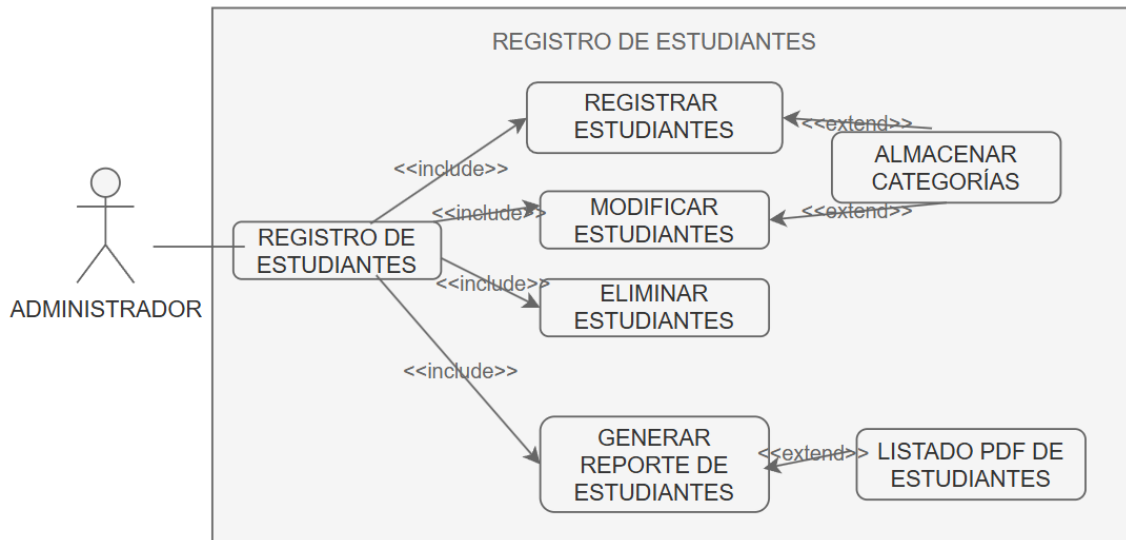 REGISTRO DE ESTUDIANTES
REGISTRAR
ESTUDIANTES
<<extend>>
ALMACENAR
CATEGORÍAS
<<include>>
MODIFICAR
ESTUDIANTES
<<include>>
<<extend>>
REGISTRO DE
ESTUDIANTES
ADMINISTRADOR
<<include>>
ELIMINAR
ESTUDIANTES
<<include>>
GENERAR
REPORTE DE
ESTUDIANTES
<<extend>>
LISTADO PDF DE
ESTUDIANTES